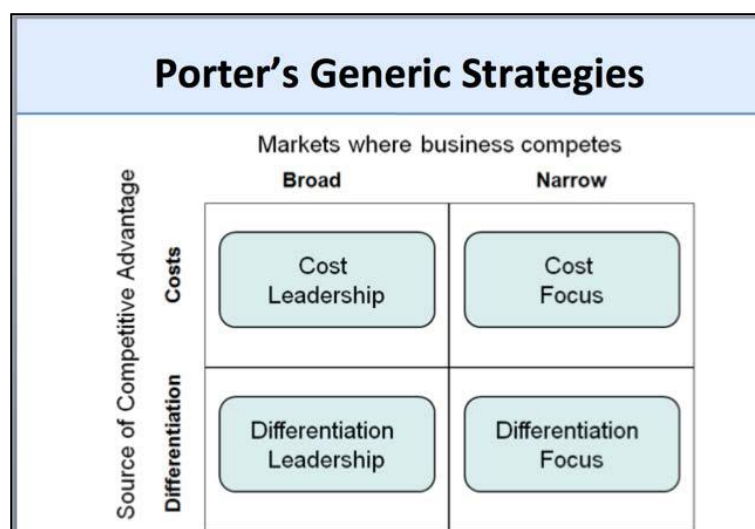 Porter’s Generic Strategies
Markets where business competes
Broad
Narrow
Source of Competitive Advantage
Costs
Cost
Leadership
Cost
Focus
Differentiation
Differentiation
Leadership
Differentiation
Focus